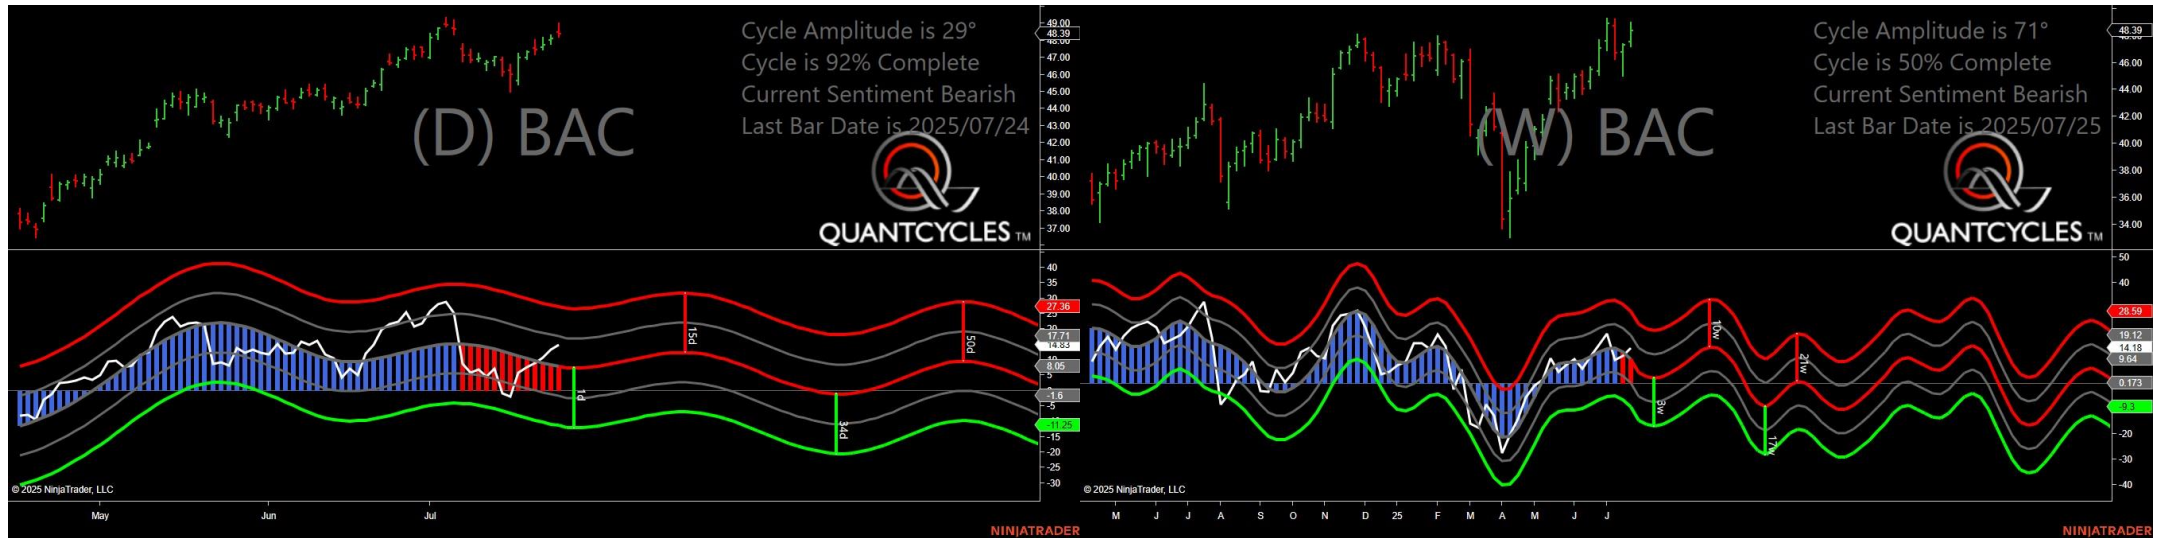 Cycle Amplitude is 29°
Cycle is 92% Complete
Current Sentiment Bearish
Last Bar Date is 2025/07/24
(D) BAC
QUANTCYCLES TM
49.00
48.39
47.00
46.00
45.00
44.00
43.00
42.00
41.00
40.00
39.00
38.00
37.00
40
35
27.36
17.71
14.83
8.05
5
-1.6
-5
-11.25
-15
-20
-25
-30
15d
50d
34d
© 2025 NinjaTrader, LLC
May Jun Jul
NINJATRADER
Cycle Amplitude is 71°
Cycle is 50% Complete
Current Sentiment Bearish
Last Bar Date is 2025/07/25
(W) BAC
QUANTCYCLES TM
48.39
46.00
44.00
42.00
40.00
38.00
36.00
34.00
50
40
28.59
19.12
14.18
9.64
0.173
-9.3
-20
-30
-40
10w
21w
3w
17w
© 2025 NinjaTrader, LLC
M J J A S O N D 25 F M A M J J
NINJATRADER